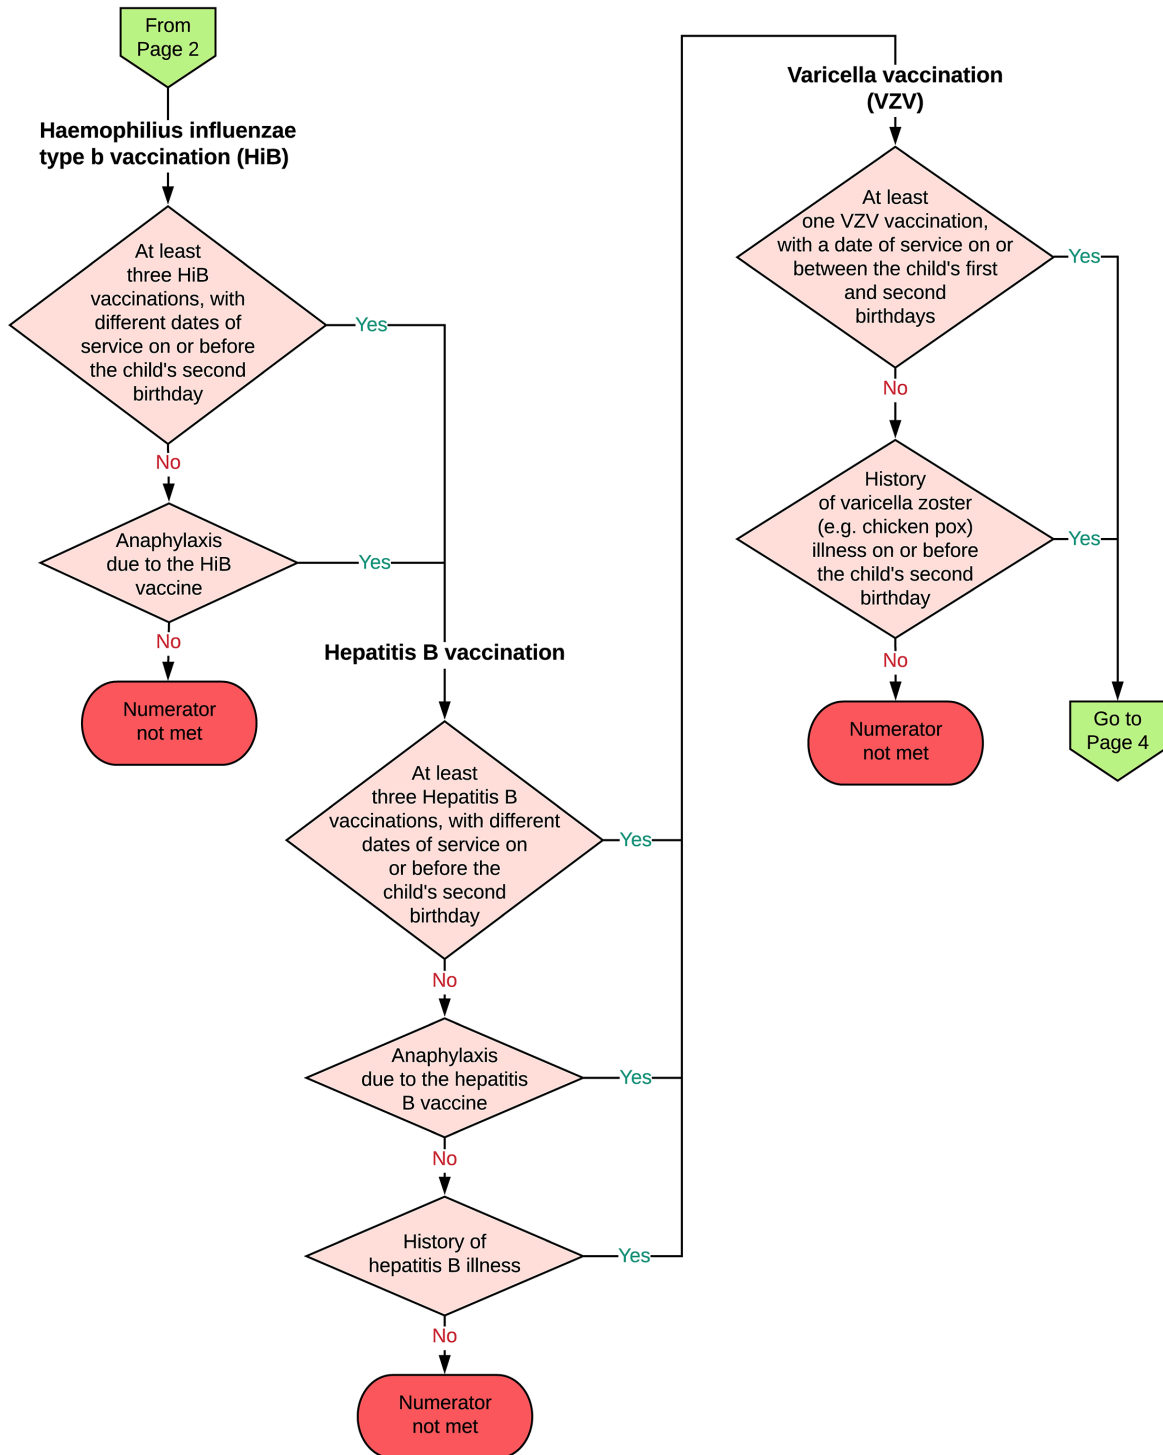 From
Page 2
Haemophilius influenzae
type b vaccination (HiB)
At least
three HiB
vaccinations, with
different dates of
service on or before
the child's second
birthday
Yes
No
Anaphylaxis
due to the HiB
vaccine
Yes
No
Numerator
not met
Hepatitis B vaccination
At least
three Hepatitis B
vaccinations, with different
dates of service on
or before the
child's second
birthday
Yes
No
Anaphylaxis
due to the hepatitis
B vaccine
Yes
No
History of
hepatitis B illness
Yes
No
Numerator
not met
Varicella vaccination
(VZV)
At least
one VZV vaccination,
with a date of service on or
between the child's first
and second
birthdays
Yes
No
History
of varicella zoster
(e.g. chicken pox)
illness on or before
the child's second
birthday
Yes
No
Numerator
not met
Go to
Page 4